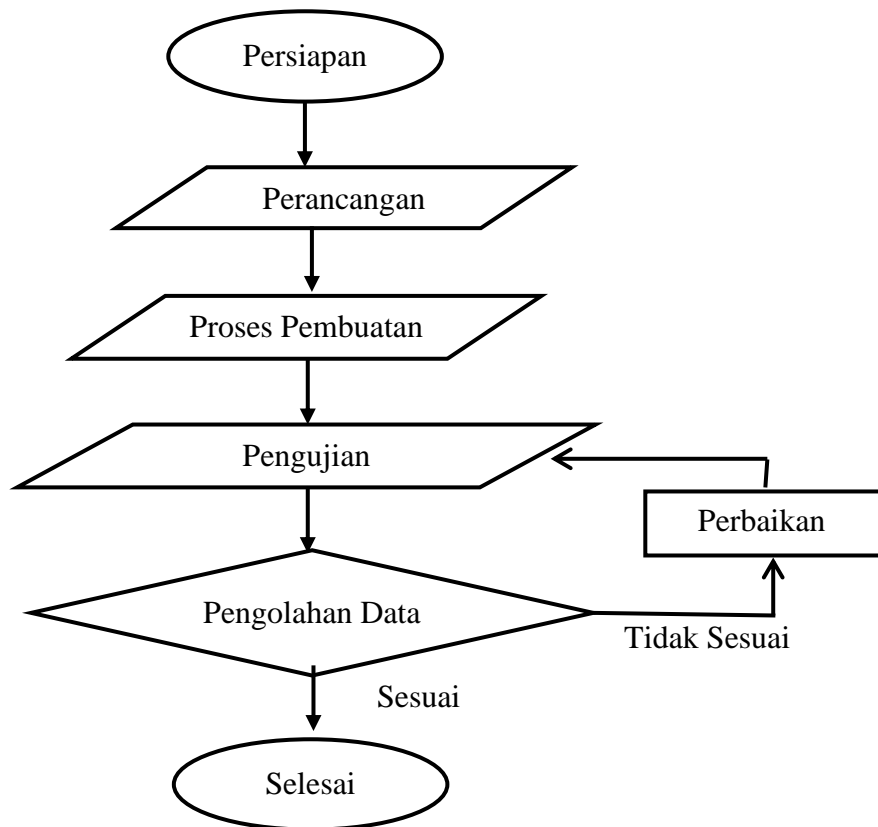 Persiapan
Perancangan
Proses Pembuatan
Pengujian
Perbaikan
Pengolahan Data
Tidak Sesuai
Sesuai
Selesai